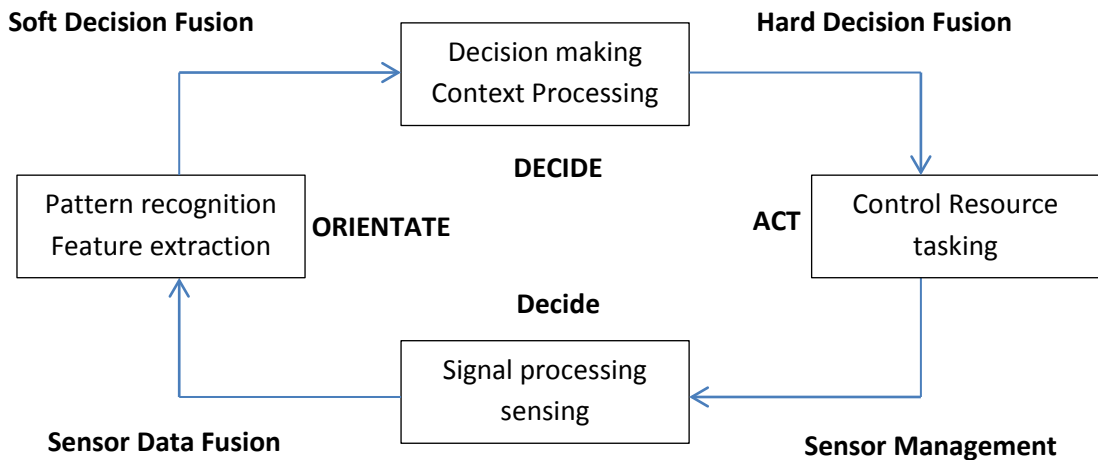 Soft Decision Fusion
Hard Decision Fusion
Decision making
Context Processing
DECIDE
Pattern recognition
Feature extraction
ORIENTATE
ACT
Control Resource
tasking
Decide
Signal processing
sensing
Sensor Data Fusion
Sensor Management